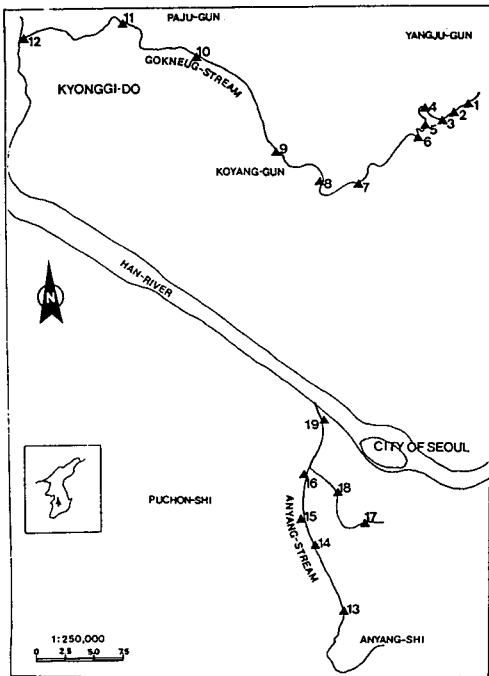 PAJU-GUN
YANGJU-GUN
11
12
10
GOKNEUG-STREAM
KYONGGI-DO
1
2
3
4
5
6
9
KOYANG-GUN
8
7
HAN-RIVER
N
CITY OF SEOUL
19
16
18
PUCHON-SHI
15
17
ANYANG-STREAM
14
13
ANYANG-SHI
1:250,000
0 2.5 5 7.5